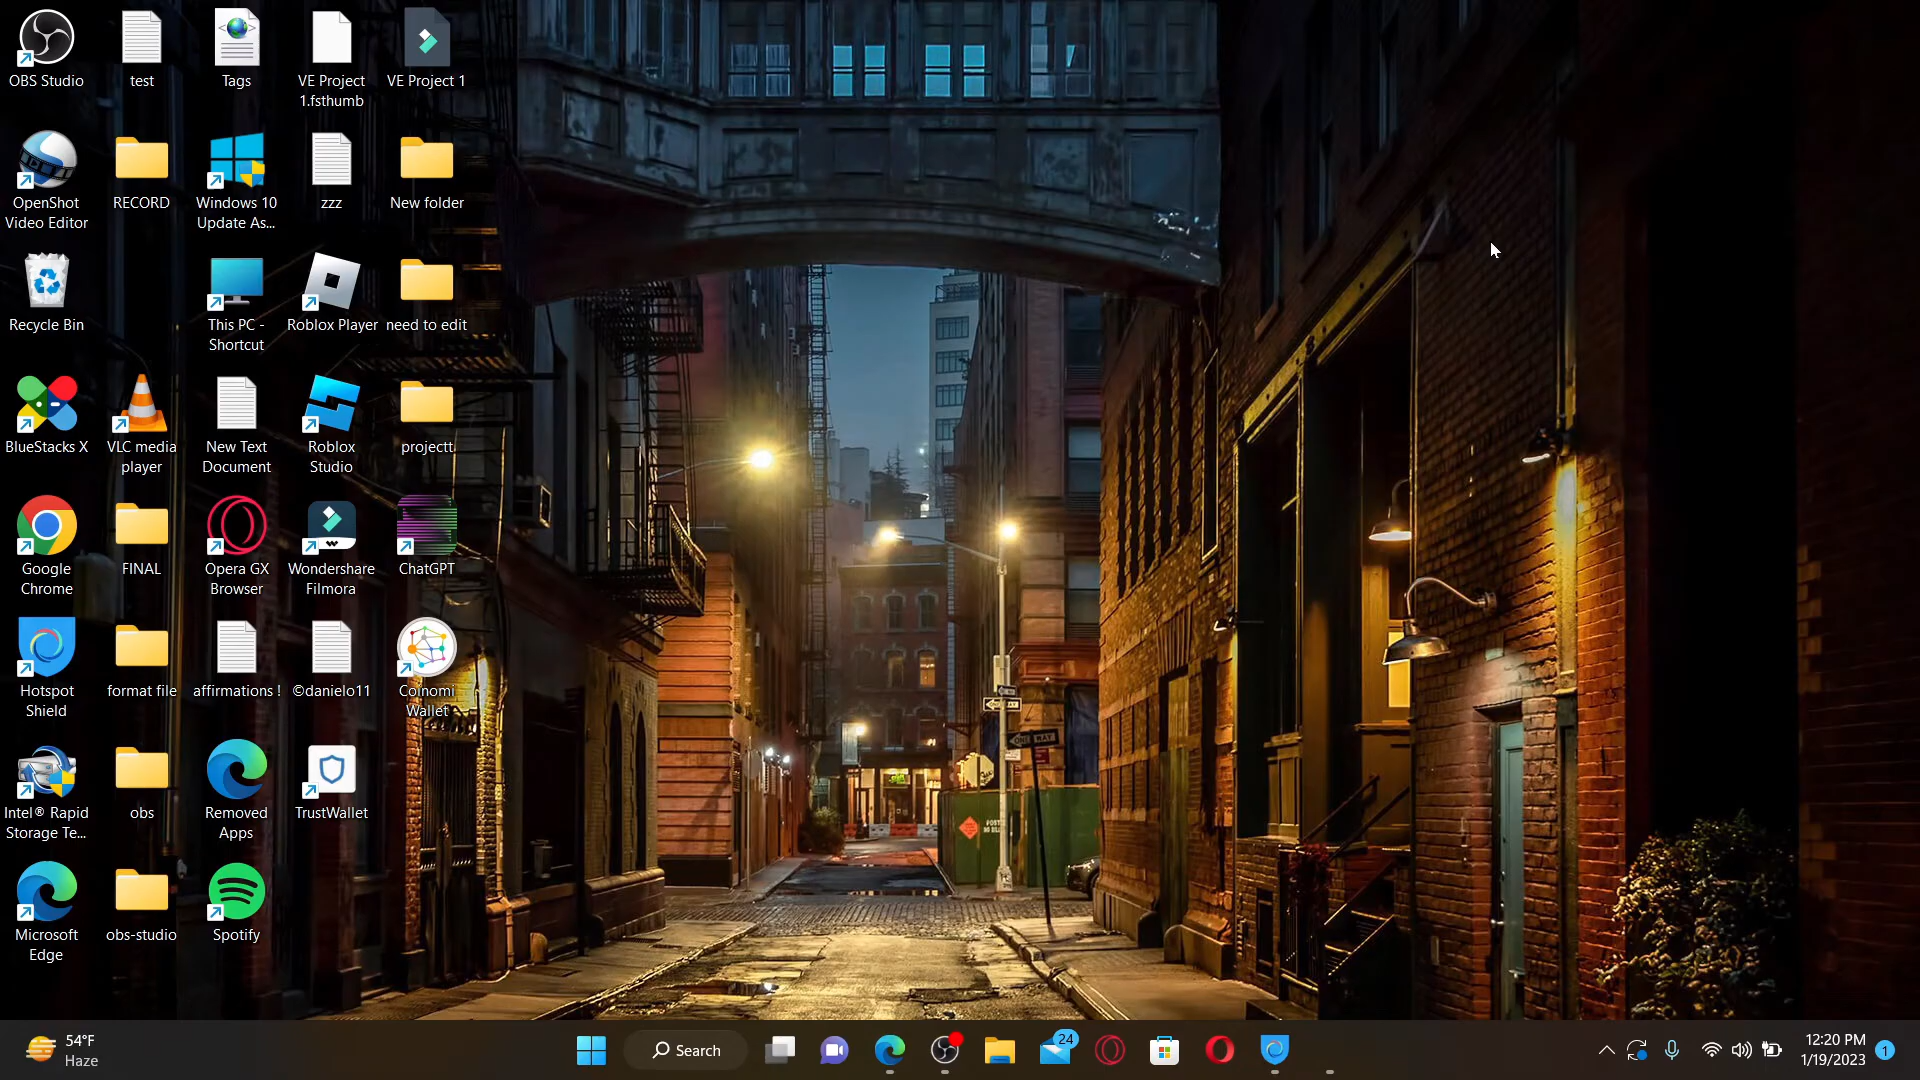 OBS Studio
test
Tags
VE Project
1.fsthumb
VE Project 1
OpenShot
Video Editor
RECORD
Windows 10
Update As...
zzz
New folder
Recycle Bin
This PC -
Shortcut
Roblox Player
need to edit
BlueStacks X
VLC media
player
New Text
Document
Roblox
Studio
projectt
Google
Chrome
FINAL
Opera GX
Browser
Wondershare
Filmora
ChatGPT
Hotspot
Shield
format file
affirmations !
©danielo11
Coinomi
Wallet
Intel® Rapid
Storage Te...
obs
Removed
Apps
TrustWallet
Microsoft
Edge
obs-studio
Spotify
ONE WAY
54°F
Haze
Search
24
12:20 PM
1/19/2023
1